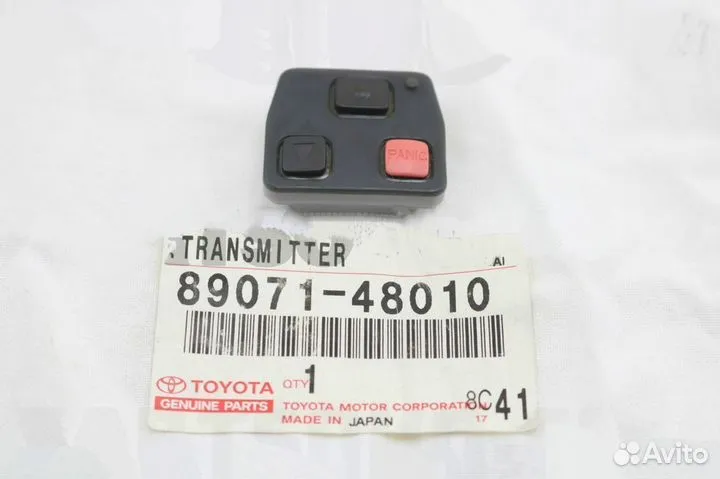 PANIC
TRANSMITTER
AI
89071-48010
TOYOTA
GENUINE PARTS
QTY 1
TOYOTA MOTOR CORPORATION
MADE IN JAPAN
8C41
17
Avito